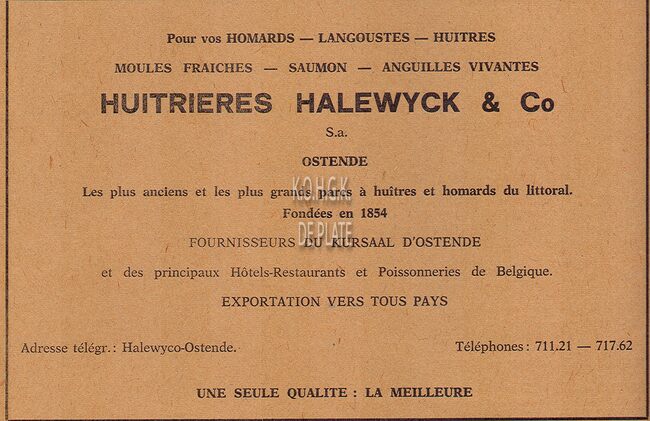 Pour vos HOMARDS — LANGOUSTES — HUITRES
MOULES FRAICHES — SAUMON — ANGUILLES VIVANTES
HUITRIERES HALEWYCK & Co
S.a.
OSTENDE
Les plus anciens et les plus grands parcs à huîtres et homards du littoral.
Fondées en 1854
FOURNISSEURS DU KURSAAL D'OSTENDE
et des principaux Hôtels-Restaurants et Poissonneries de Belgique.
EXPORTATION VERS TOUS PAYS
Adresse télégr.: Halewyco-Ostende. Téléphones: 711.21 — 717.62
UNE SEULE QUALITE : LA MEILLEURE
K.O.H.G.K.
DE PLATE